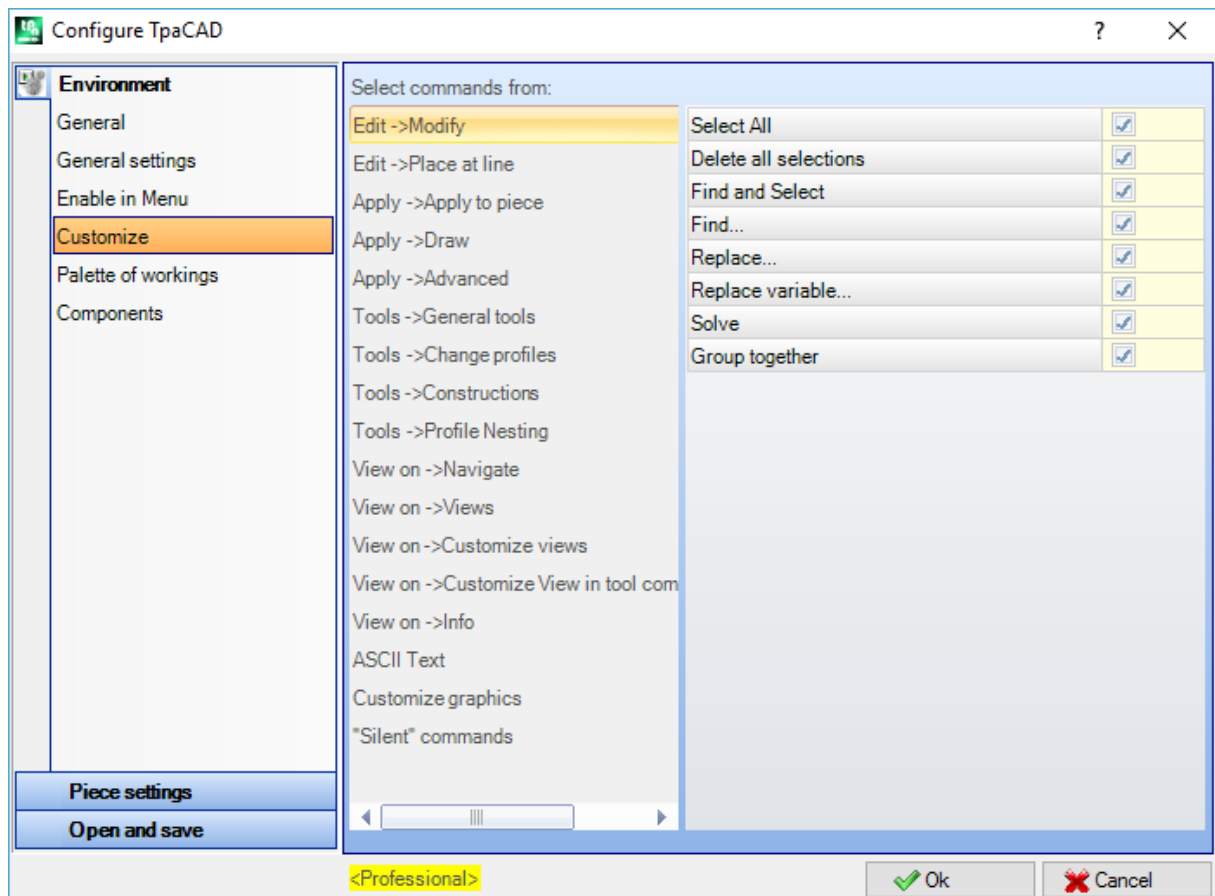 Configure TpaCAD
?
Environment
General
General settings
Enable in Menu
Customize
Palette of workings
Components
Piece settings
Open and save
Select commands from:
Edit ->Modify
Edit ->Place at line
Apply ->Apply to piece
Apply ->Draw
Apply ->Advanced
Tools ->General tools
Tools ->Change profiles
Tools ->Constructions
Tools ->Profile Nesting
View on ->Navigate
View on ->Views
View on ->Customize views
View on ->Customize View in tool com
View on ->Info
ASCII Text
Customize graphics
"Silent" commands
Select All
Delete all selections
Find and Select
Find...
Replace...
Replace variable...
Solve
Group together
<Professional>
Ok
Cancel